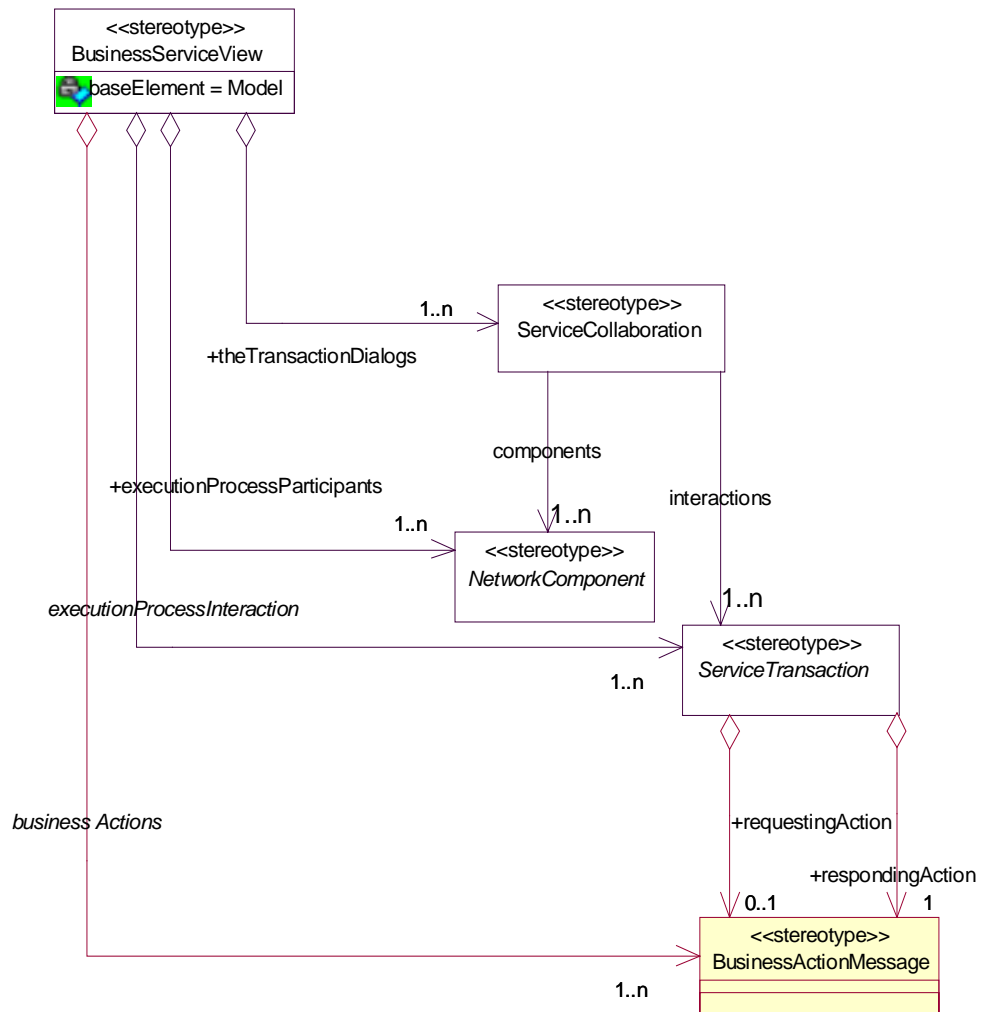 <<stereotype>>
BusinessServiceView
baseElement = Model
1..n
<<stereotype>>
ServiceCollaboration
+theTransactionDialogs
components
+executionProcessParticipants
interactions
1..n
1..n
<<stereotype>>
NetworkComponent
executionProcessInteraction
1..n
<<stereotype>>
ServiceTransaction
1..n
business Actions
+requestingAction
+respondingAction
0..1
1
<<stereotype>>
BusinessActionMessage
1..n